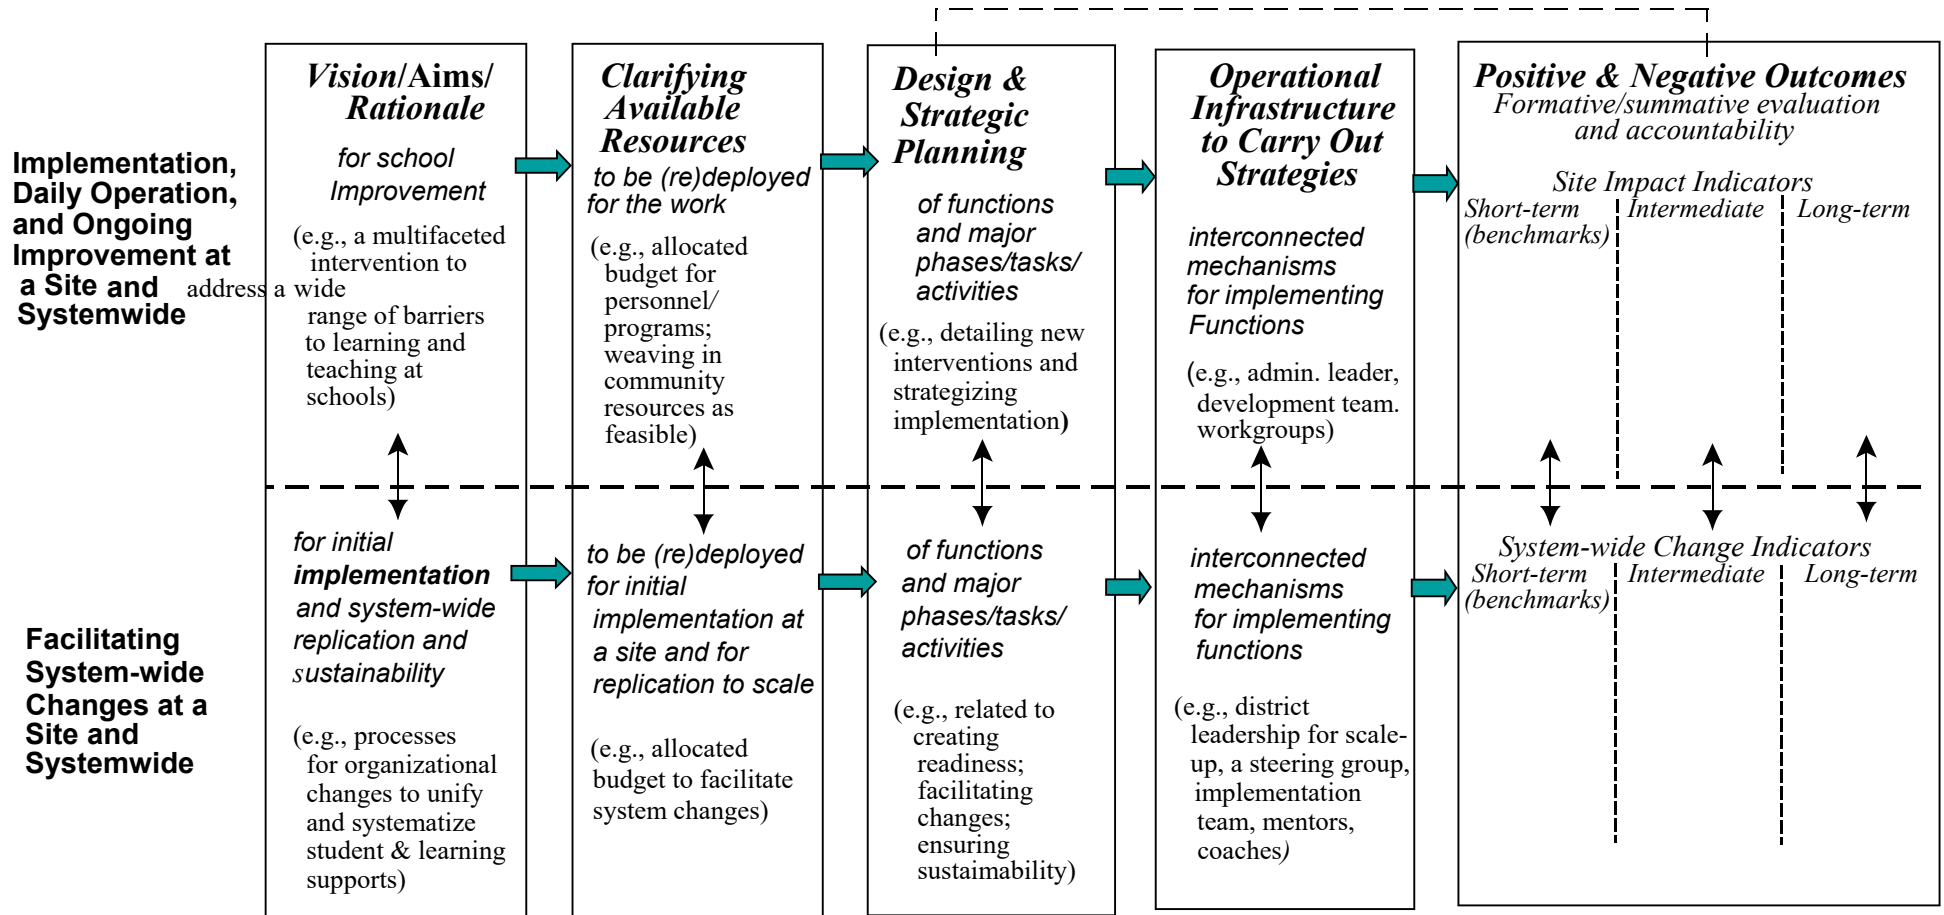 Implementation,
Daily Operation,
and Ongoing
Improvement at
a Site and
Systemwide
Vision/Aims/
Rationale
for school
Improvement
(e.g., a multifaceted
intervention to
address a wide
range of barriers
to learning and
teaching at
schools)
Clarifying
Available
Resources
to be (re)deployed
for the work
(e.g., allocated
budget for
personnel/
programs;
weaving in
community
resources as
feasible)
Design &
Strategic
Planning
of functions
and major
phases/tasks/
activities
(e.g., detailing new
interventions and
strategizing
implementation)
Operational
Infrastructure
to Carry Out
Strategies
interconnected
mechanisms
for implementing
Functions
(e.g., admin. leader,
development team.
workgroups)
Positive & Negative Outcomes
Formative/summative evaluation
and accountability
Site Impact Indicators
Short-term
(benchmarks)
Intermediate
Long-term
Facilitating
System-wide
Changes at a
Site and
Systemwide
for initial
implementation
and system-wide
replication and
sustainability
(e.g., processes
for organizational
changes to unify
and systematize
student & learning
supports)
to be (re)deployed
for initial
implementation at
a site and for
replication to scale
(e.g., allocated
budget to facilitate
system changes)
of functions
and major
phases/tasks/
activities
(e.g., related to
creating
readiness;
facilitating
changes;
ensuring
sustaimability)
interconnected
mechanisms
for implementing
functions
(e.g., district
leadership for scale-
up, a steering group,
implementation
team, mentors,
coaches)
System-wide Change Indicators
Short-term
(benchmarks)
Intermediate
Long-term